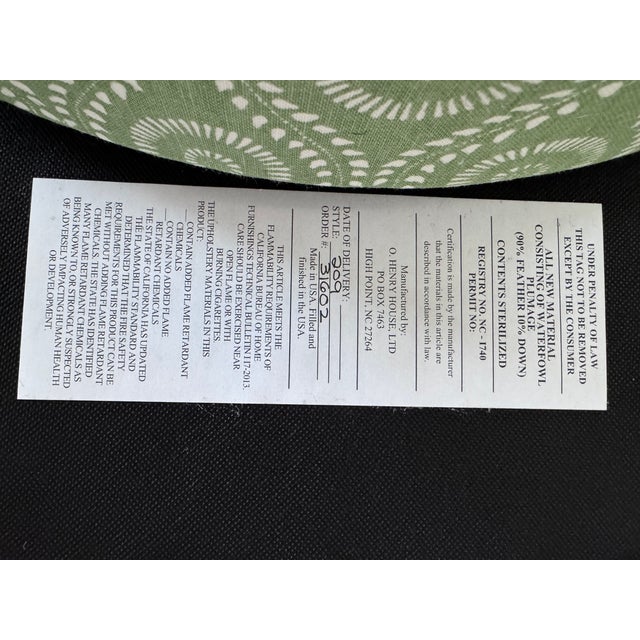 UNDER PENALTY OF LAW
THIS TAG NOT TO BE REMOVED
EXCEPT BY THE CONSUMER
ALL NEW MATERIAL
CONSISTING OF WATERFOWL
PLUMAGE
(90% FEATHER/10% DOWN)
CONTENTS STERILIZED
REGISTRY NO. NC - 1740
PERMIT NO:
Certification is made by the manufacturer
that the materials in this article are
described in accordance with law.
Manufactured by:
O. HENRY HOUSE, LTD
PO BOX 7463
HIGH POINT, NC 27264
DATE OF DELIVERY:
STYLE:
ORDER #: 31602
Made in USA. Filled and
finished in the USA.
THIS ARTICLE MEETS THE
FLAMMABILITY REQUIREMENTS OF
CALIFORNIA BUREAU OF HOME
FURNISHINGS TECHNICAL BULLETIN 117-2013.
CARE SHOULD BE EXERCISED NEAR
OPEN FLAME OR WITH
BURNING CIGARETTES.
THE UPHOLSTERY MATERIALS IN THIS
PRODUCT:
__CONTAIN ADDED FLAME RETARDANT
CHEMICALS
__CONTAIN NO ADDED FLAME
RETARDANT CHEMICALS
THE STATE OF CALIFORNIA HAS UPDATED
THE FLAMMABILITY STANDARD AND
DETERMINED THAT THE FIRE SAFETY
REQUIREMENTS FOR THIS PRODUCT CAN BE
MET WITHOUT ADDING FLAME RETARDANT
CHEMICALS. THE STATE HAS IDENTIFIED
MANY FLAME RETARDANT CHEMICALS AS
BEING KNOWN TO, OR STRONGLY SUSPECTED
OF ADVERSELY IMPACTING HUMAN HEALTH
OR DEVELOPMENT.